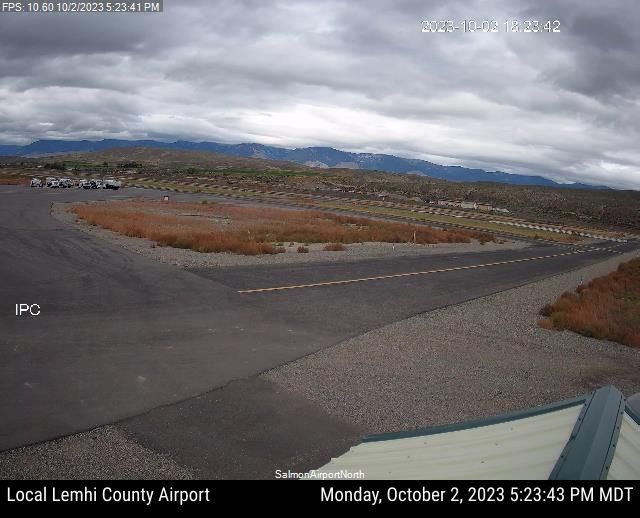 FPS: 10.60 10/2/2023 5:23:41 PM
2023-10-02 18:23:42
IPC
SalmonAirportNorth
Local Lemhi County Airport
Monday, October 2, 2023 5:23:43 PM MDT